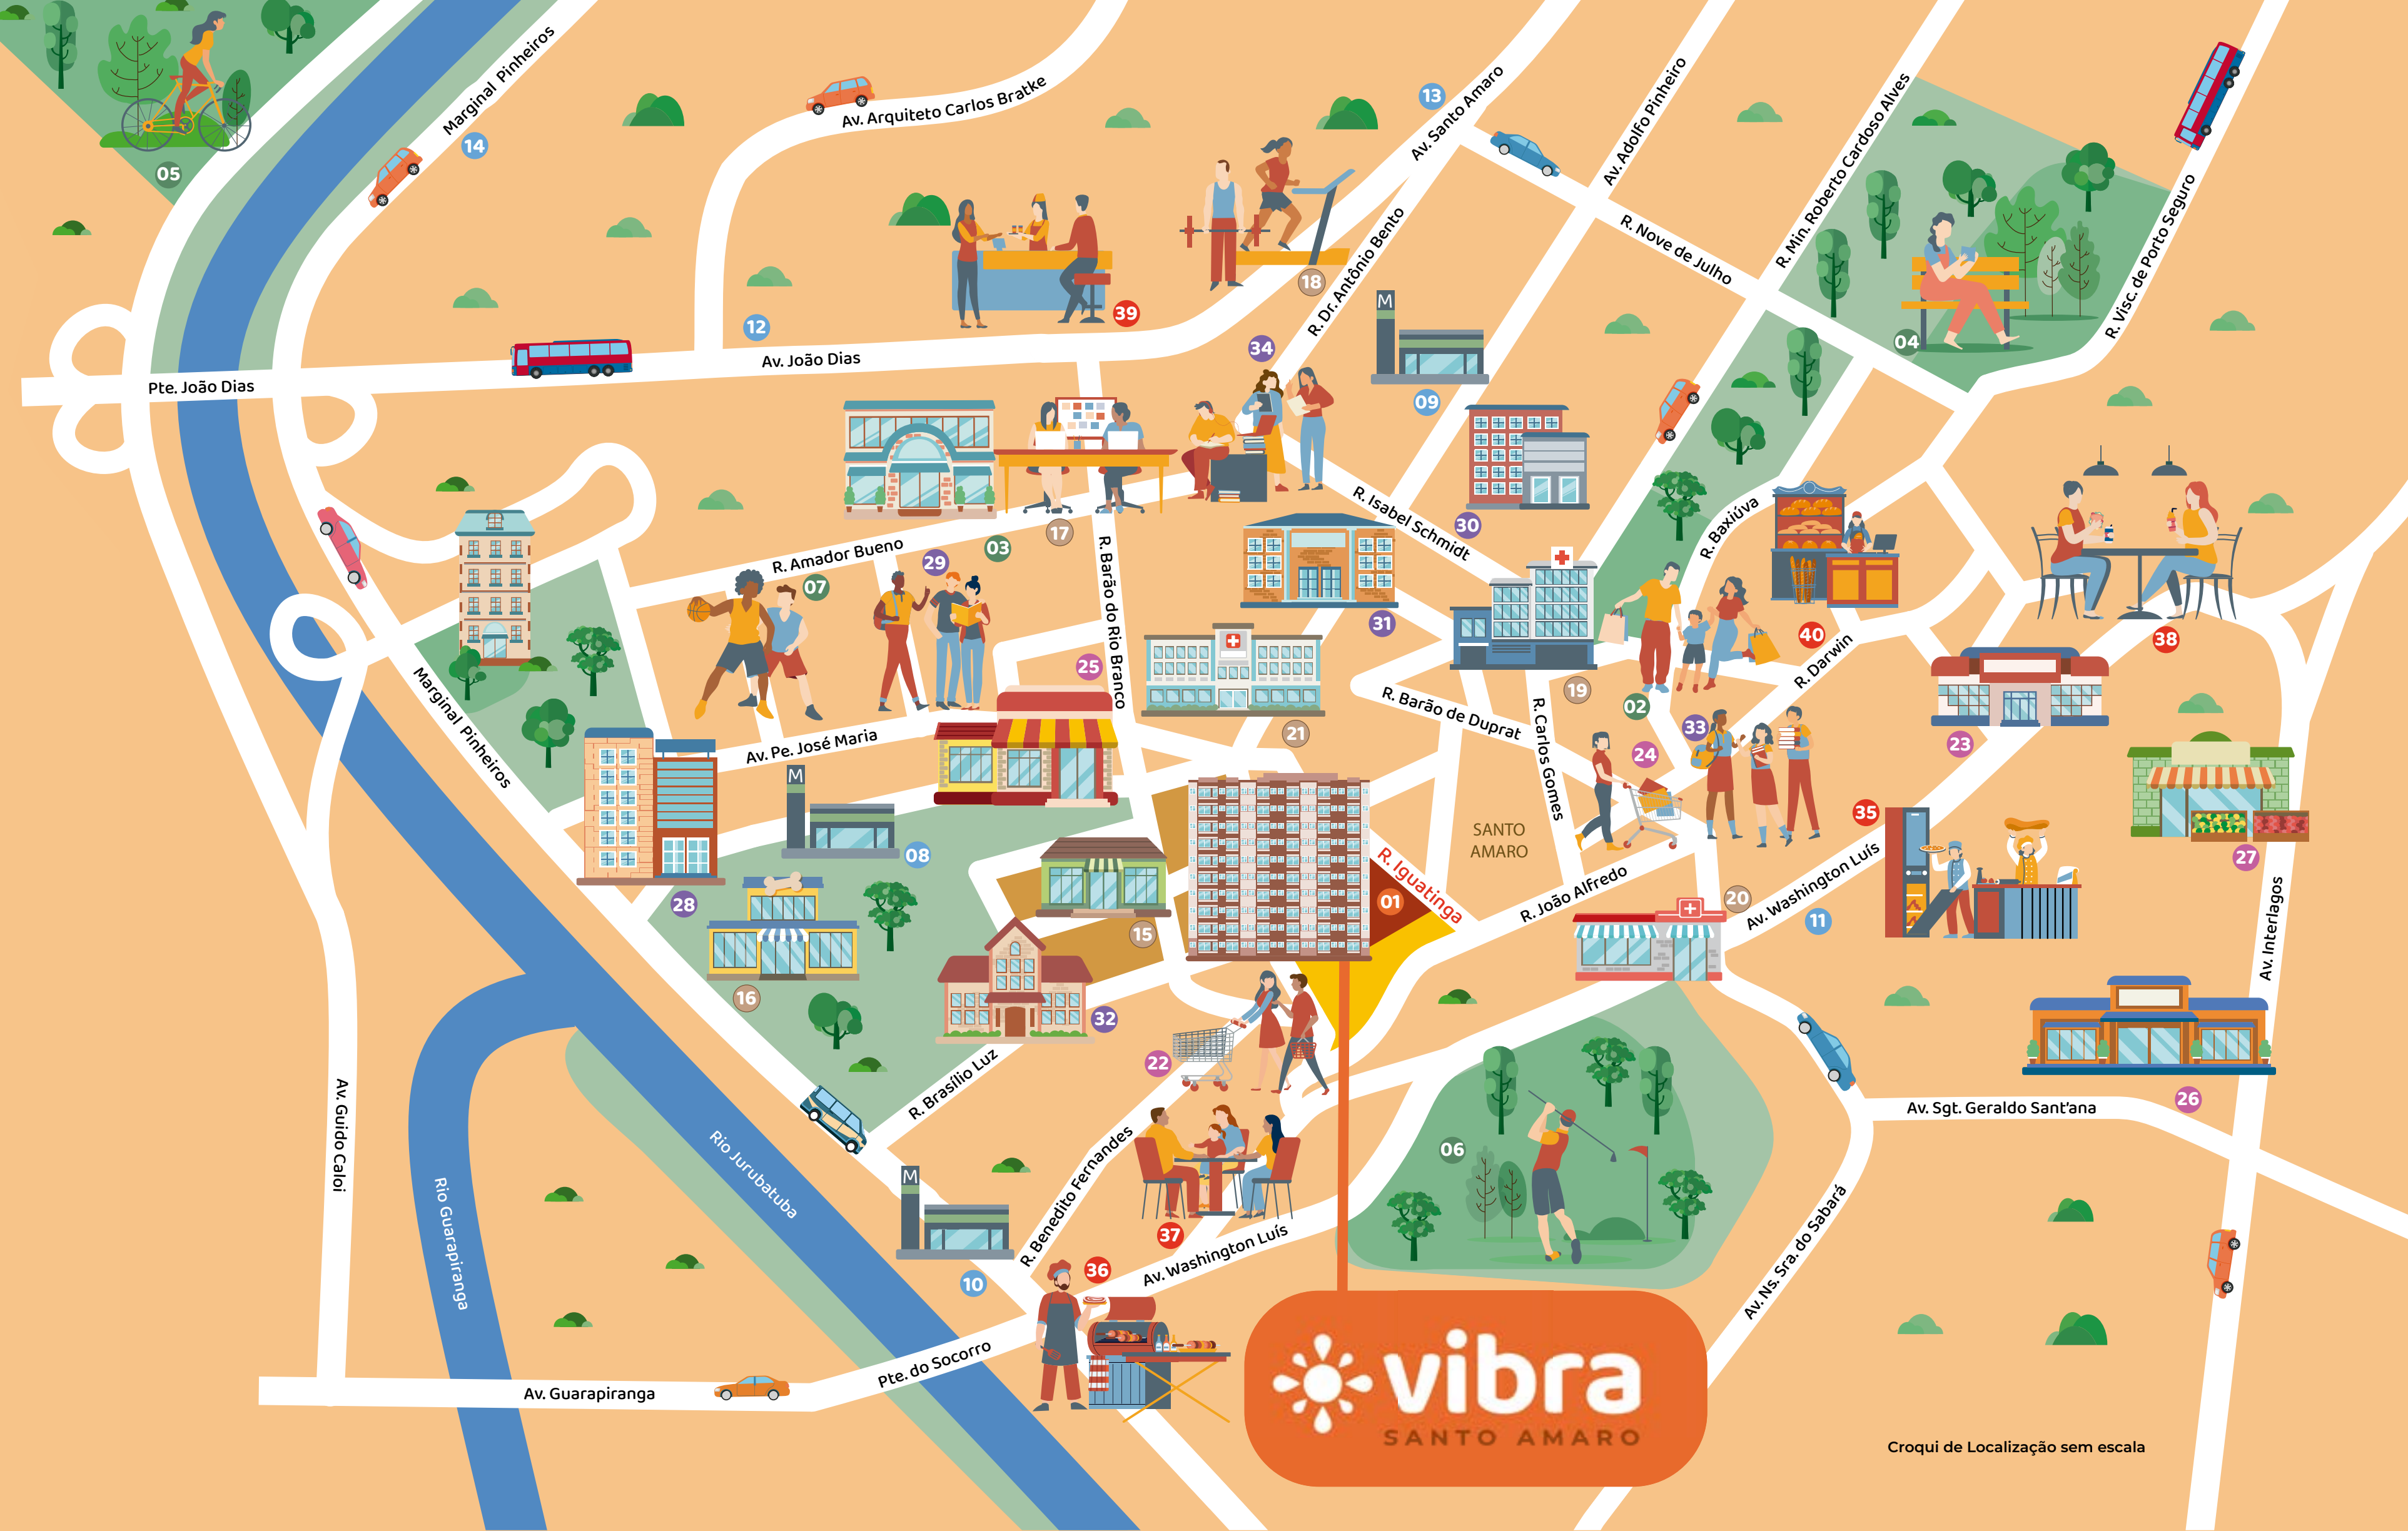 Marginal Pinheiros
14
05
Av. Arquiteto Carlos Bratke
13
Av. Santo Amaro
Av. Adolfo Pinheiro
R. Min. Roberto Cardoso Alves
R. Visc. de Porto Seguro
R. Nove de Julho
R. Dr. Antônio Bento
18
39
12
Av. João Dias
Pte. João Dias
M
09
34
04
17
03
R. Amador Bueno
29
07
R. Barão do Rio Branco
R. Isabel Schmidt
30
31
R. Baxiúva
40
38
R. Darwin
19
02
R. Barão de Duprat
R. Carlos Gomes
25
21
23
24
33
Marginal Pinheiros
Av. Pe. José Maria
M
08
28
16
15
32
SANTO
AMARO
R. Iguatinga
01
R. João Alfredo
20
Av. Washington Luís
11
35
27
Av. Interlagos
26
Av. Sgt. Geraldo Sant'ana
22
R. Brasílio Luz
R. Benedito Fernandes
37
06
Av. Ns. Sra. do Sabará
Av. Guido Caloi
Rio Guarapiranga
Rio Jurubatuba
M
10
36
Av. Washington Luís
Pte. do Socorro
Av. Guarapiranga
vibra
SANTO AMARO
Croqui de Localização sem escala